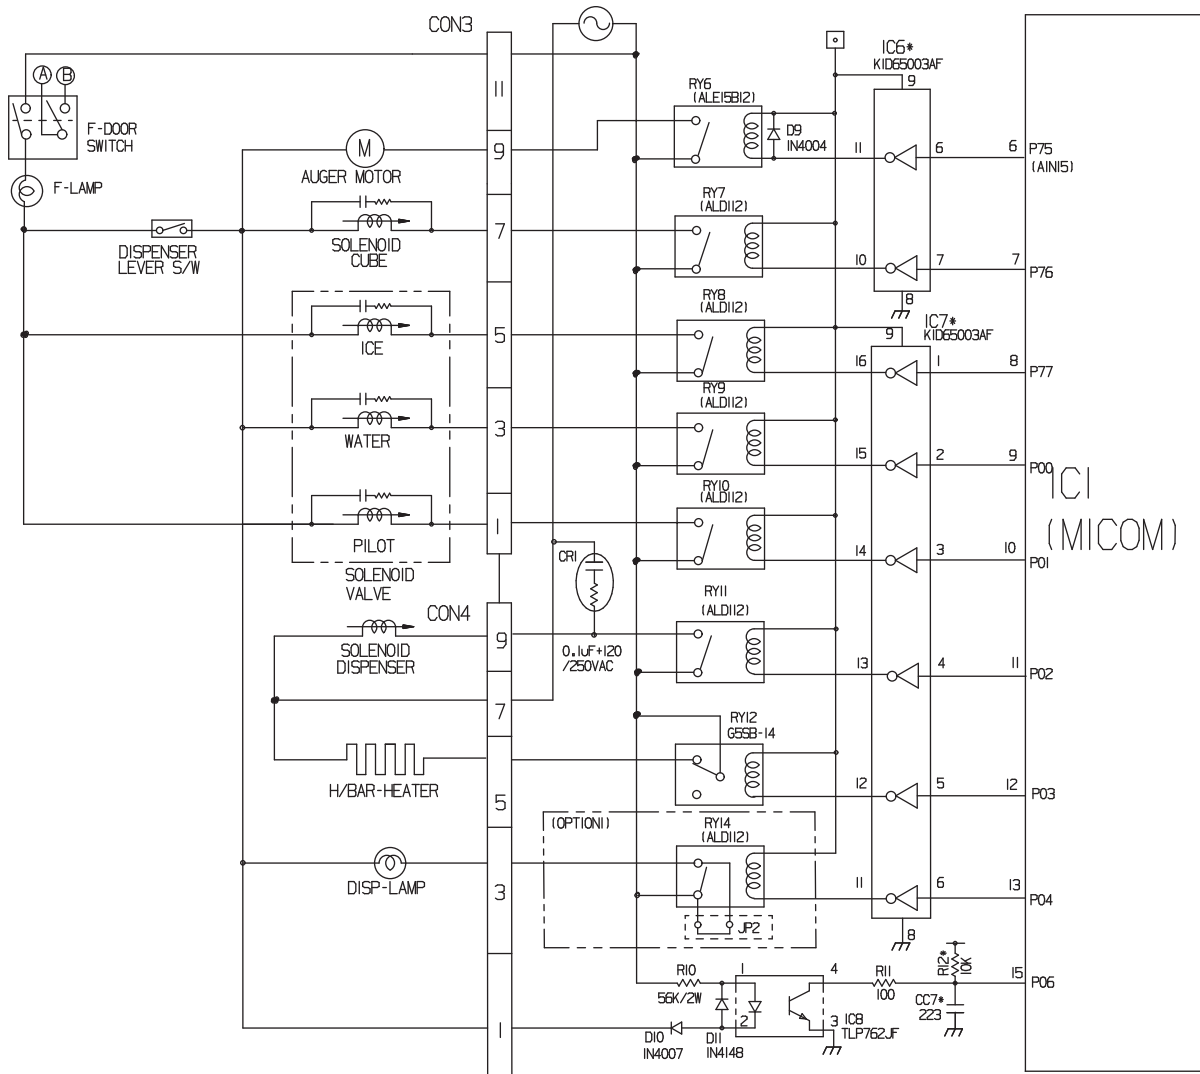 CON3
11
9
7
5
3
1
A
B
F-DOOR
SWITCH
F-LAMP
M
AUGER MOTOR
DISPENSER
LEVER S/W
SOLENOID
CUBE
ICE
WATER
PILOT
SOLENOID
VALVE
CON4
9
7
5
3
1
SOLENOID
DISPENSER
H/BAR-HEATER
DISP-LAMP
CR1
0.1uF+120
/250VAC
RY6
(ALE15B12)
D9
IN4004
RY7
(ALD112)
RY8
(ALD112)
RY9
(ALD112)
RY10
(ALD112)
RY11
(ALD112)
RY12
G5SB-14
(OPTION1)
RY14
(ALD112)
JP2
IC6*
KID65003AF
9
11
6
6
P75
(AIN15)
10
7
7
P76
8
IC7*
KID65003AF
9
16
1
8
P77
15
2
9
P00
14
3
10
P01
13
4
11
P02
12
5
12
P03
11
6
13
P04
8
IC1
(MICOM)
R10
56K/2W
D10
IN4007
D11
IN4148
1
2
4
3
IC8
TLP762JF
R11
100
R12*
10K
CC7*
223
15
P06